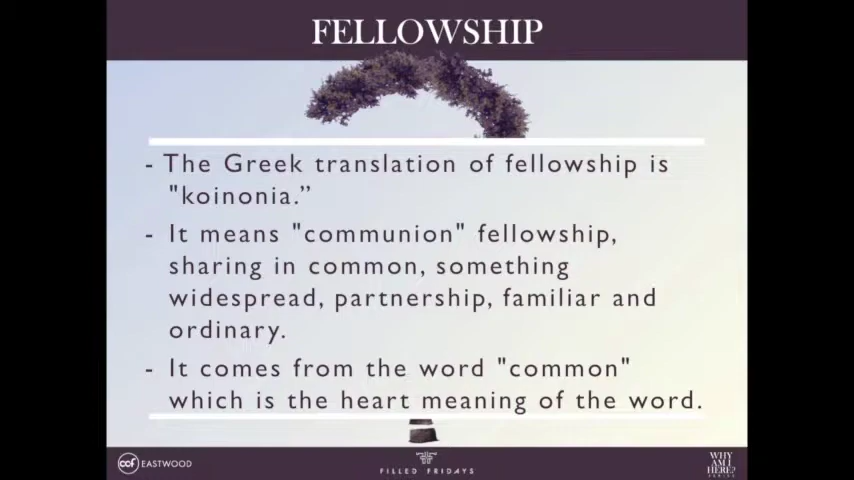 FELLOWSHIP
- The Greek translation of fellowship is
"koinonia.”
- It means "communion" fellowship,
sharing in common, something
widespread, partnership, familiar and
ordinary.
- It comes from the word "common"
which is the heart meaning of the word.
ccf EASTWOOD
FILLED FRIDAYS
WHY
AM I
HERE?
SERIES